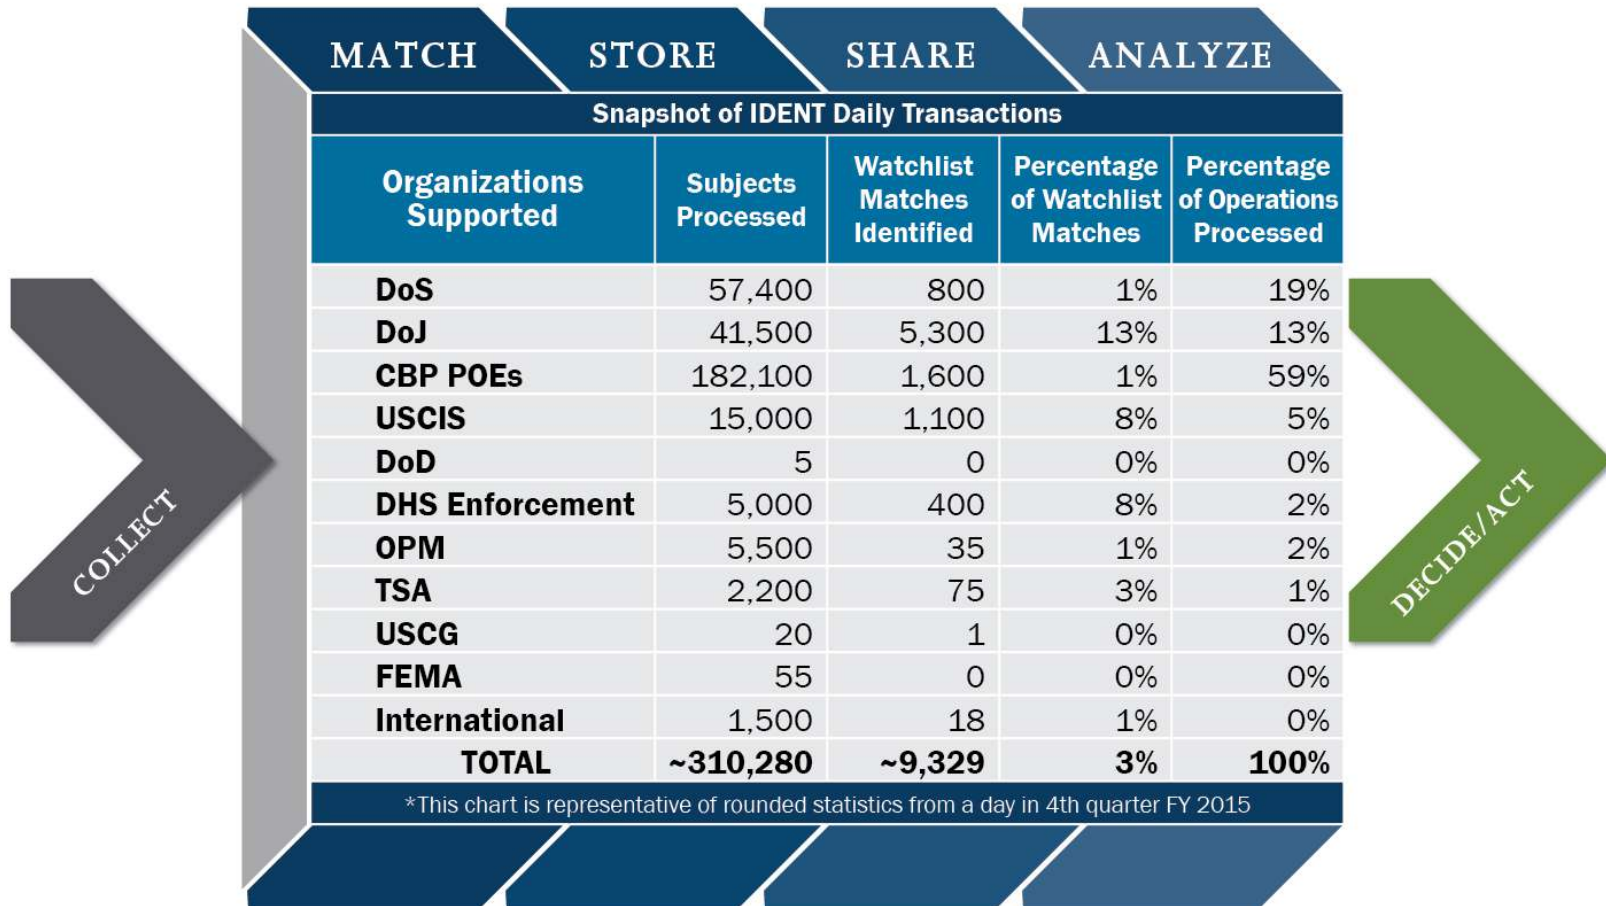 MATCH STORE SHARE ANALYZE
Snapshot of IDENT Daily Transactions
Organizations Supported Subjects Processed Watchlist Matches Identified Percentage of Watchlist Matches Percentage of Operations Processed
DoS 57,400 800 1% 19%
DoJ 41,500 5,300 13% 13%
CBP POEs 182,100 1,600 1% 59%
USCIS 15,000 1,100 8% 5%
DoD 5 0 0% 0%
DHS Enforcement 5,000 400 8% 2%
OPM 5,500 35 1% 2%
TSA 2,200 75 3% 1%
USCG 20 1 0% 0%
FEMA 55 0 0% 0%
International 1,500 18 1% 0%
TOTAL ~310,280 ~9,329 3% 100%
*This chart is representative of rounded statistics from a day in 4th quarter FY 2015
COLLECT
DECIDE/ACT